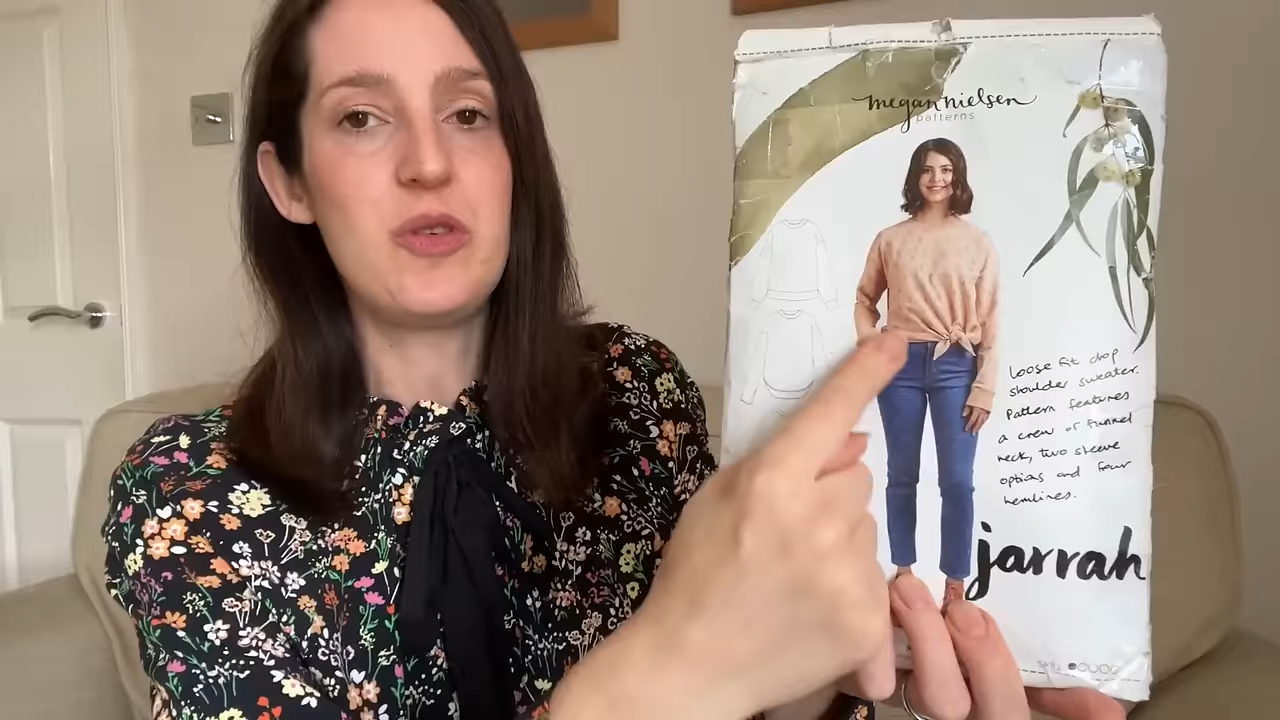 megan nielsen
patterns
loose fit drop
shoulder sweater.
Pattern features
a crew or funnel
neck, two sleeve
options and four
hemlines.
jarrah